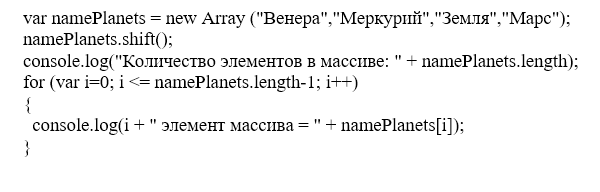 var namePlanets = new Array ("Венера","Меркурий","Земля","Марс");
namePlanets.shift();
console.log("Количество элементов в массиве: " + namePlanets.length);
for (var i=0; i <= namePlanets.length-1; i++)
{
console.log(i + " элемент массива = " + namePlanets[i]);
}